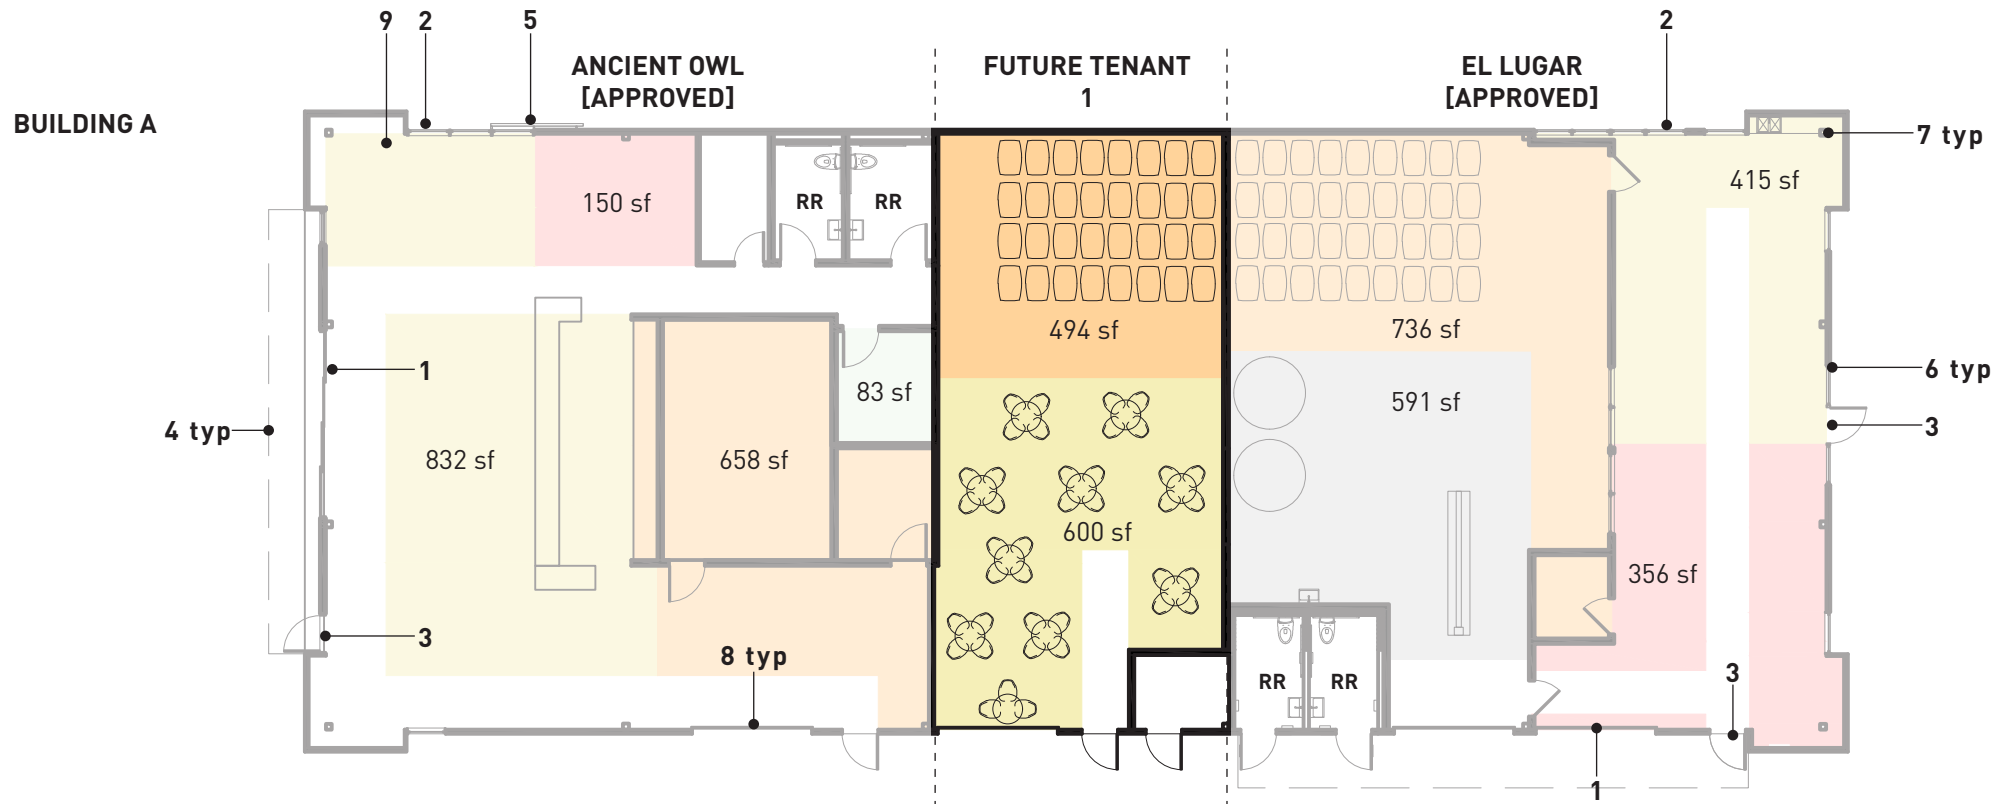 9
2
5
2
ANCIENT OWL
[APPROVED]
FUTURE TENANT
1
EL LUGAR
[APPROVED]
BUILDING A
7 typ
150 sf
RR
RR
415 sf
494 sf
736 sf
1
6 typ
83 sf
591 sf
4 typ
3
832 sf
658 sf
600 sf
356 sf
3
8 typ
RR
RR
3
1